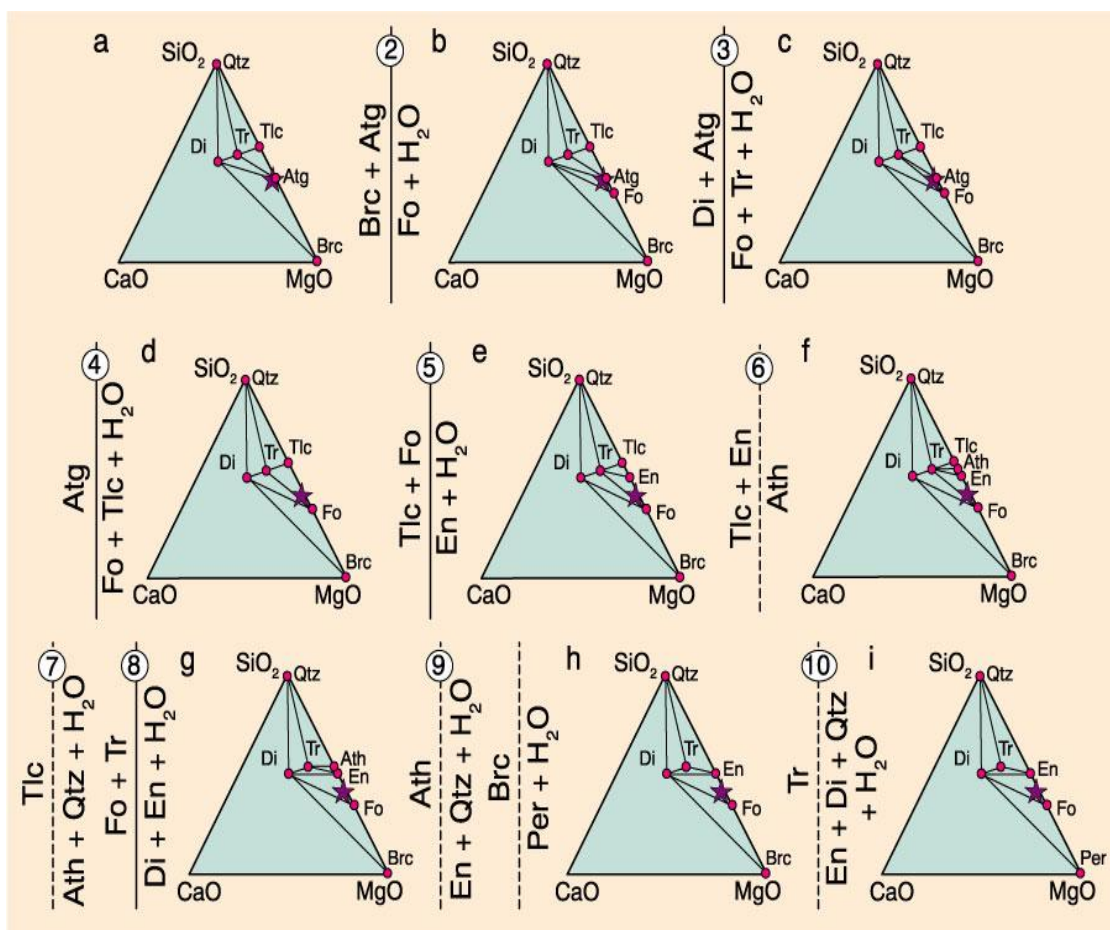 a
SiO2 Qtz
Di Tr Tlc
Atg
Brc
CaO MgO
2
Brc + Atg
Fo + H2O
b
SiO2 Qtz
Di Tr Tlc
Atg
Fo
Brc
CaO MgO
3
Di + Atg
Fo + Tr + H2O
c
SiO2 Qtz
Di Tr Tlc
Atg
Fo
Brc
CaO MgO
4
Atg
Fo + Tlc + H2O
d
SiO2 Qtz
Di Tr Tlc
Fo
Brc
CaO MgO
5
Tlc + Fo
En + H2O
e
SiO2 Qtz
Di Tr Tlc
En
Fo
Brc
CaO MgO
6
Tlc + En
Ath
f
SiO2 Qtz
Di Tr Tlc
Ath
En
Fo
Brc
CaO MgO
7
Tlc
Ath + Qtz + H2O
8
Fo + Tr
Di + En + H2O
g
SiO2 Qtz
Di Tr Ath
En
Fo
Brc
CaO MgO
9
Ath
En + Qtz + H2O
Brc
Per + H2O
h
SiO2 Qtz
Di Tr En
Fo
Brc
CaO MgO
10
Tr
En + Di + Qtz
+ H2O
i
SiO2 Qtz
Di Tr En
Fo
Per
CaO MgO